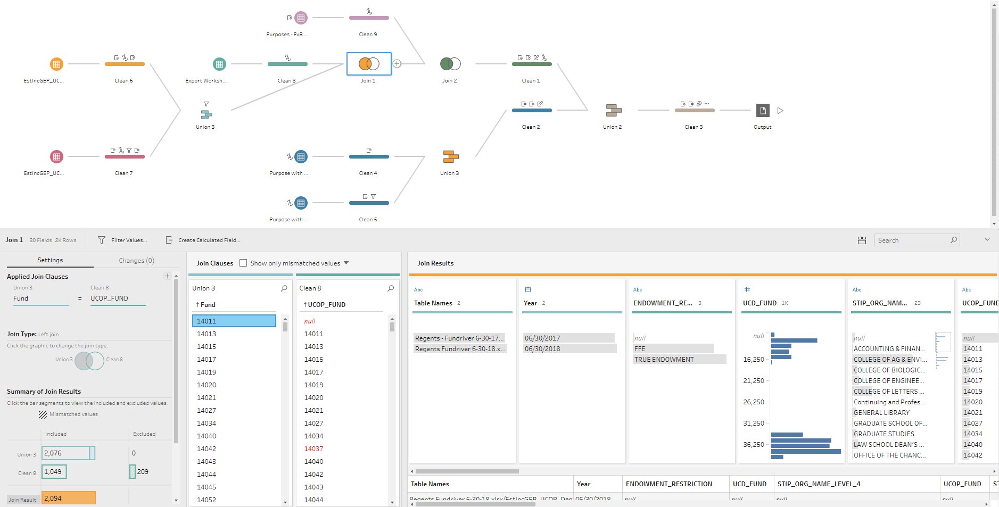 Purposes - FvR ...
Clean 9
EstIncGEP_UC...
Clean 6
Export Worksh...
Clean 8
Join 1
Join 2
Clean 1
Union 3
Clean 2
Union 2
Clean 3
Output
EstIncGEP_UC...
Clean 7
Purpose with ...
Clean 4
Union 3
Purpose with ...
Clean 5
Join 1 30 Fields 2K Rows Filter Values... Create Calculated Field... Search
Settings Changes (0)
Applied Join Clauses
Union 3 Clean 8
Fund = UCOP_FUND
Join Type: Left join
Click the graphic to change the join type.
Union 3 Clean 8
Summary of Join Results
Click the bar segments to view the included and excluded values.
Mismatched values
Included Excluded
Union 3 2,076 0
Clean 8 1,049 209
Join Result 2,094
Join Clauses Show only mismatched values
Union 3
Fund
14011
14013
14015
14017
14019
14020
14021
14027
14034
14040
14042
14043
14044
14045
14052
Clean 8
UCOP_FUND
null
14011
14013
14015
14017
14019
14020
14021
14027
14034
14037
14040
14042
14043
14044
Join Results
Abc
Table Names 2
Regents - Fundriver 6-30-17...
Regents Fundriver 6-30-18.x...
Year 2
06/30/2017
06/30/2018
Abc
ENDOWMENT_RE... 3
null
FFE
TRUE ENDOWMENT
#
UCD_FUND 1K
null
16,250
21,250
26,250
31,250
36,250
Abc
STIP_ORG_NAM... 23
null
ACCOUNTING & FINAN...
COLLEGE OF AG & ENVI...
COLLEGE OF BIOLOGIC...
COLLEGE OF ENGINEE...
COLLEGE OF LETTERS ...
Continuing and Profes...
GENERAL LIBRARY
GRADUATE SCHOOL OF...
GRADUATE STUDIES
LAW SCHOOL DEAN'S ...
OFFICE OF THE CHANC...
Abc
UCOP_FUND
null
14011
14013
14015
14017
14019
14020
14021
14027
14034
14040
14042
Table Names Year ENDOWMENT_RESTRICTION UCD_FUND STIP_ORG_NAME_LEVEL_4 UCOP_FUND ST
Regents Fundriver 6-30-18.xlsx/EstIncGEP_UCOP_Dep 06/30/2018 null null null null